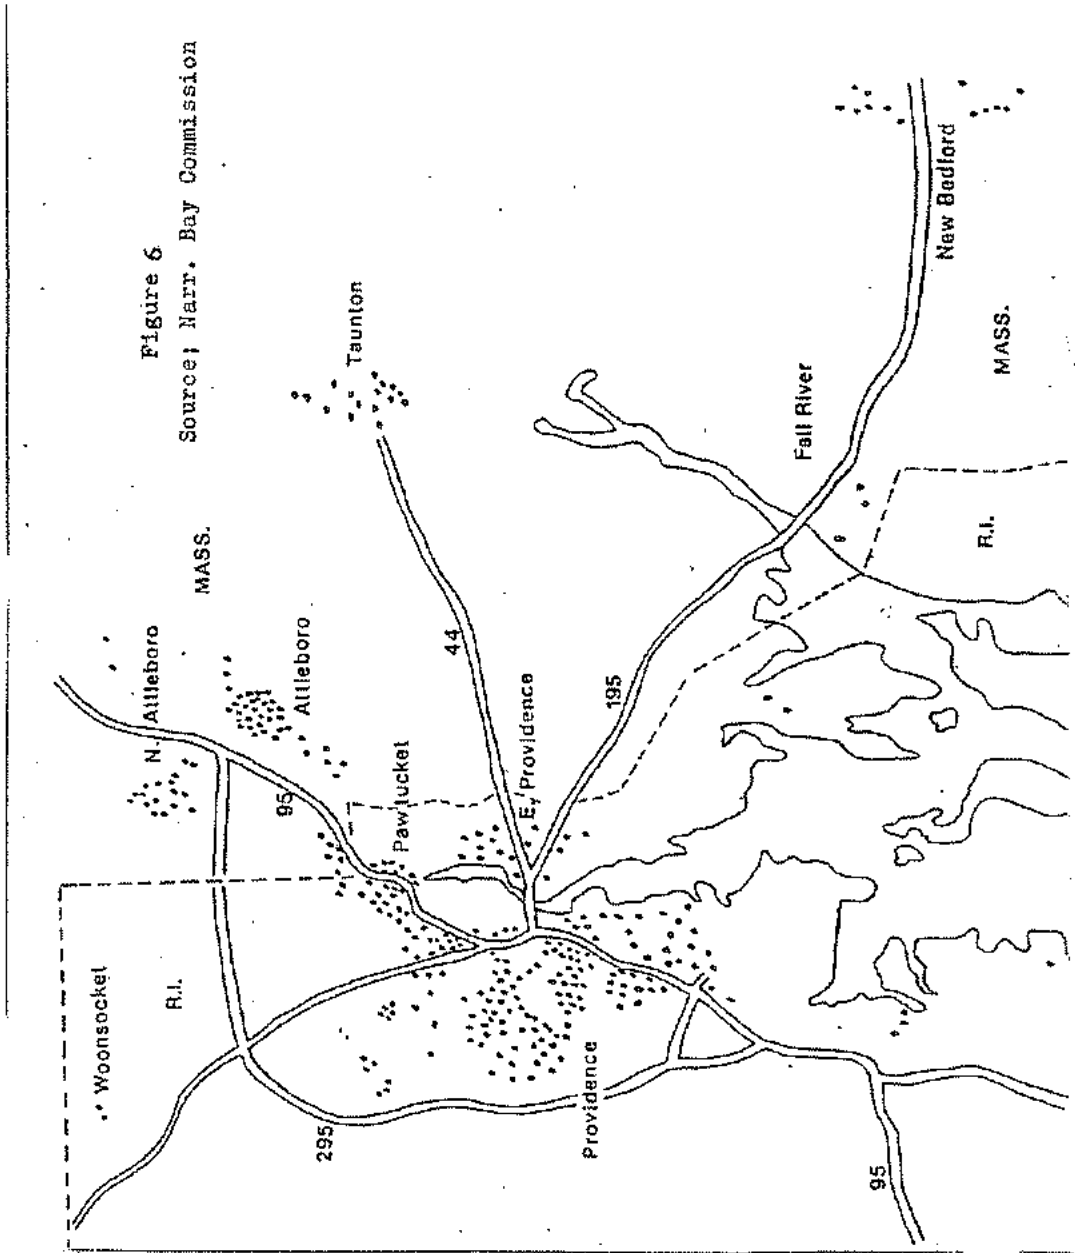 Figure 6
Source; Narr. Bay Commission
MASS.
Taunton
N. Attleboro
Attleboro
95
Pawtucket
44
E. Providence
195
Fall River
New Bedford
MASS.
R.I.
Woonsocket
R.I.
295
Providence
95